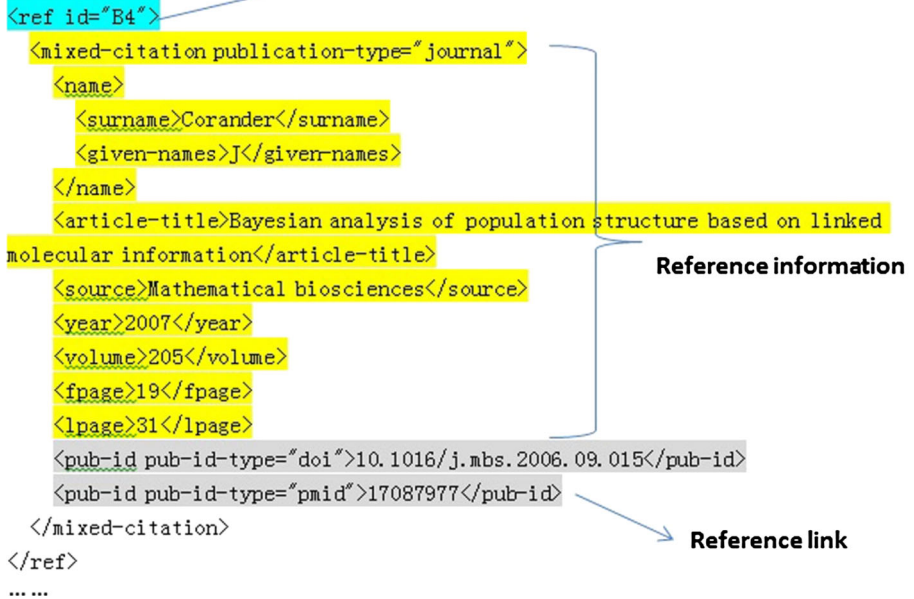 <ref id="B4">
<mixed-citation publication-type="journal">
<name>
<surname>Corander</surname>
<given-names>J</given-names>
</name>
<article-title>Bayesian analysis of population structure based on linked
molecular information</article-title>
Reference information
<source>Mathematical biosciences</source>
<year>2007</year>
<volume>205</volume>
<fpage>19</fpage>
<lpage>31</lpage>
<pub-id pub-id-type="doi">10.1016/j.mbs.2006.09.015</pub-id>
<pub-id pub-id-type="pmid">17087977</pub-id>
</mixed-citation>
Reference link
</ref>
... ...